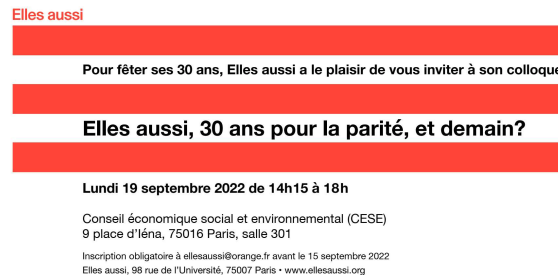 Elles aussi
Pour fêter ses 30 ans, Elles aussi a le plaisir de vous inviter à son colloque
Elles aussi, 30 ans pour la parité, et demain?
Lundi 19 septembre 2022 de 14h15 à 18h
Conseil économique social et environnemental (CESE)
9 place d'Iéna, 75016 Paris, salle 301
Inscription obligatoire à ellesaussi@orange.fr avant le 15 septembre 2022
Elles aussi, 98 rue de l'Université, 75007 Paris • www.ellesaussi.org